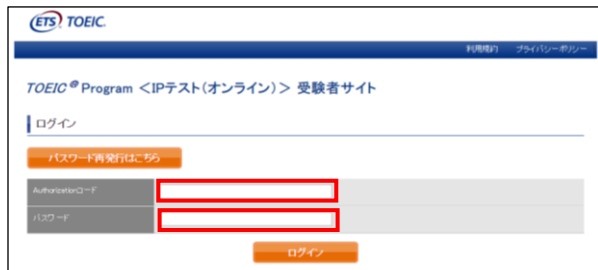 ETS TOEIC.
利用規約 プライバシーポリシー
TOEIC® Program ＜IPテスト（オンライン）＞ 受験者サイト
ログイン
パスワード再発行はこちら
Authorizationコード
パスワード
ログイン